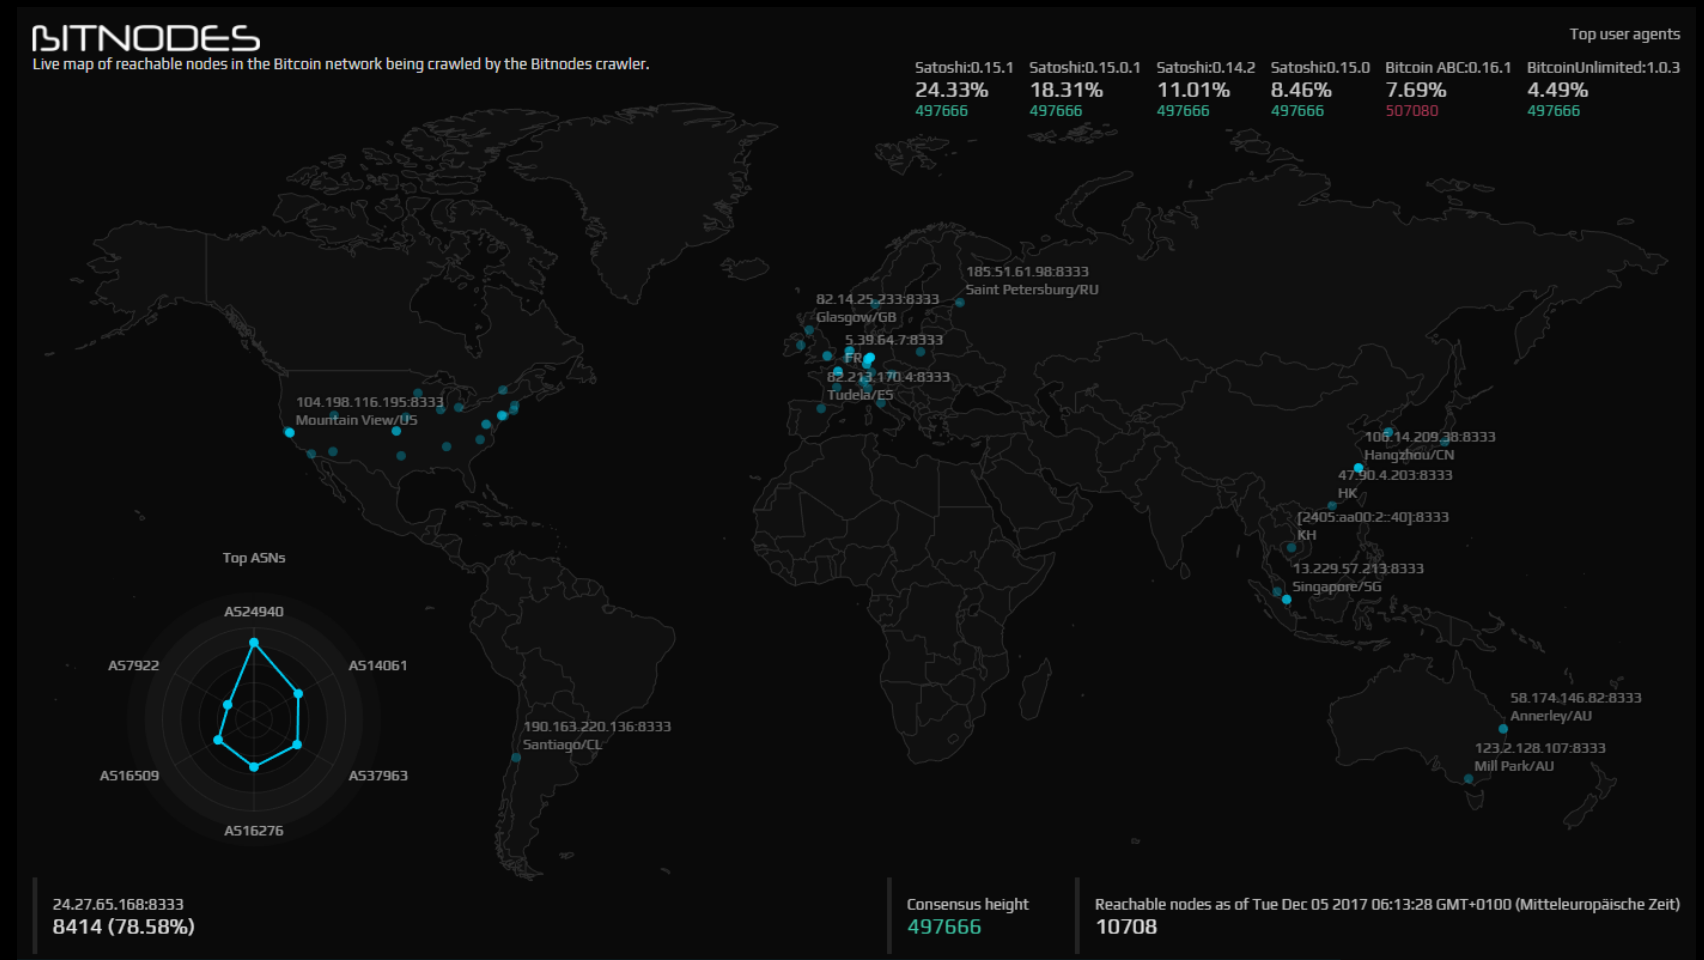 BITNODES
Live map of reachable nodes in the Bitcoin network being crawled by the Bitnodes crawler.
Top user agents
Satoshi:0.15.1 Satoshi:0.15.0.1 Satoshi:0.14.2 Satoshi:0.15.0 Bitcoin ABC:0.16.1 BitcoinUnlimited:1.0.3
24.33% 18.31% 11.01% 8.46% 7.69% 4.49%
497666 497666 497666 497666 507080 497666
185.51.61.98:8333
Saint Petersburg/RU
82.14.25.233:8333
Glasgow/GB
5.39.64.7:8333
FR
82.213.170.4:8333
Tudela/ES
104.198.116.195:8333
Mountain View/US
106.14.209.38:8333
Hangzhou/CN
47.90.4.203:8333
HK
[2405:aa00:2::40]:8333
KH
13.229.57.213:8333
Singapore/SG
58.174.146.82:8333
Annerley/AU
123.2.128.107:8333
Mill Park/AU
190.163.220.136:8333
Santiago/CL
Top ASNs
AS24940
AS7922 AS14061
AS16509 AS37963
AS16276
24.27.65.168:8333
8414 (78.58%)
Consensus height
497666
Reachable nodes as of Tue Dec 05 2017 06:13:28 GMT+0100 (Mitteleuropäische Zeit)
10708